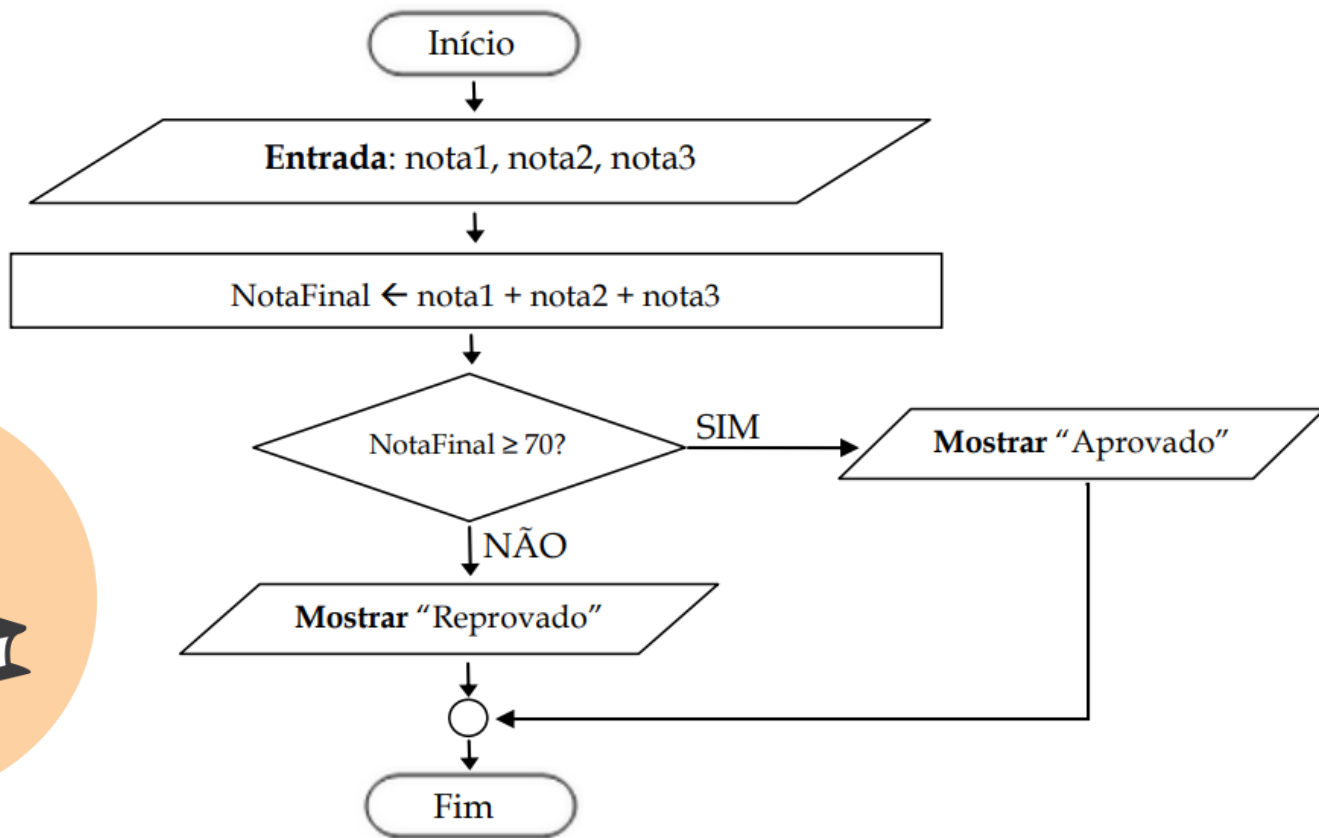 Início
Entrada: nota1, nota2, nota3
NotaFinal ← nota1 + nota2 + nota3
NotaFinal ≥ 70?
SIM
Mostrar “Aprovado”
NÃO
Mostrar “Reprovado”
Fim